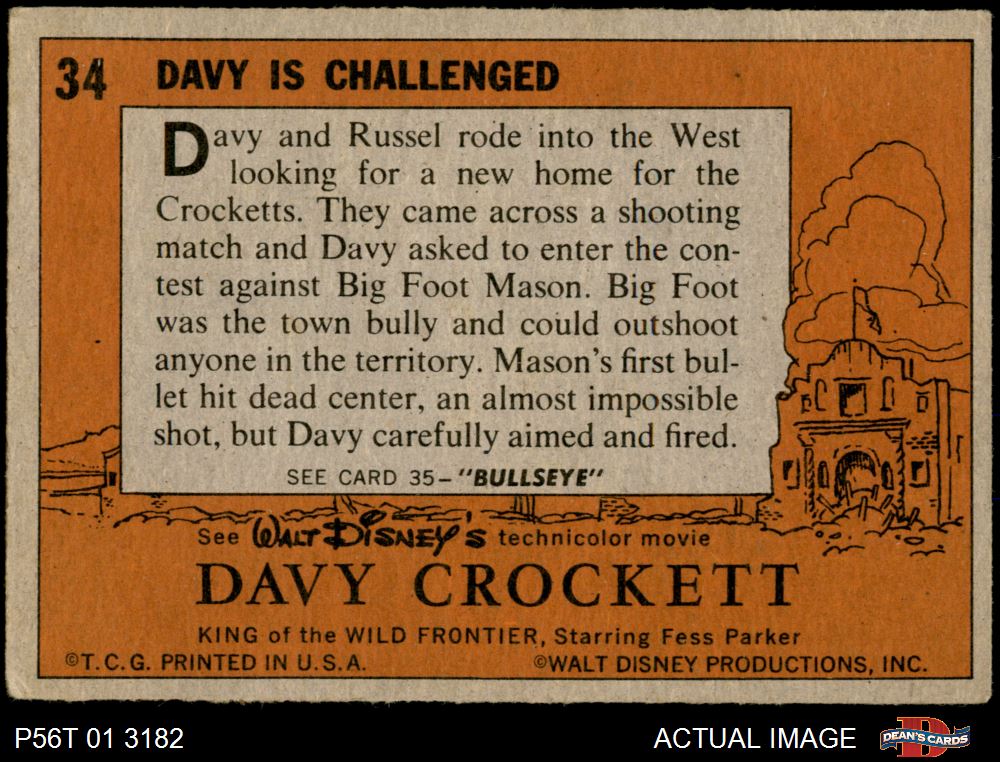 34 DAVY IS CHALLENGED
Davy and Russel rode into the West
looking for a new home for the
Crocketts. They came across a shooting
match and Davy asked to enter the con-
test against Big Foot Mason. Big Foot
was the town bully and could outshoot
anyone in the territory. Mason's first bul-
let hit dead center, an almost impossible
shot, but Davy carefully aimed and fired.
SEE CARD 35–"BULLSEYE"
See WALT DISNEY'S technicolor movie
DAVY CROCKETT
KING of the WILD FRONTIER, Starring Fess Parker
©T.C.G. PRINTED IN U.S.A. ©WALT DISNEY PRODUCTIONS, INC.
P56T 01 3182 ACTUAL IMAGE D DEAN'S CARDS